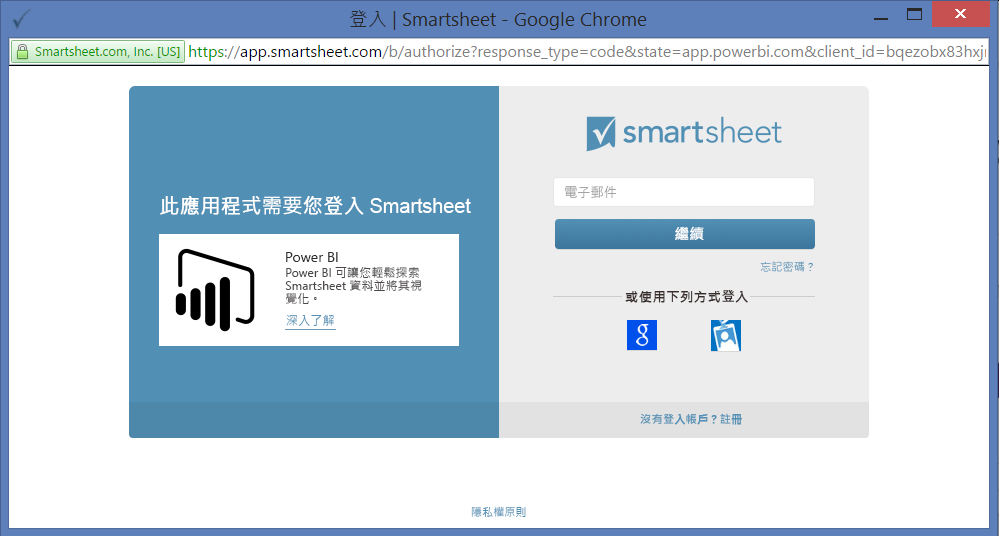 登入 | Smartsheet - Google Chrome
Smartsheet.com, Inc. [US] https://app.smartsheet.com/b/authorize?response_type=code&state=app.powerbi.com&client_id=bqezobx83hxj
smartsheet
此應用程式需要您登入 Smartsheet
Power BI
Power BI 可讓您輕鬆探索
Smartsheet 資料並將其視
覺化。
深入了解
電子郵件
繼續
忘記密碼？
或使用下列方式登入
g
沒有登入帳戶？註冊
隱私權原則